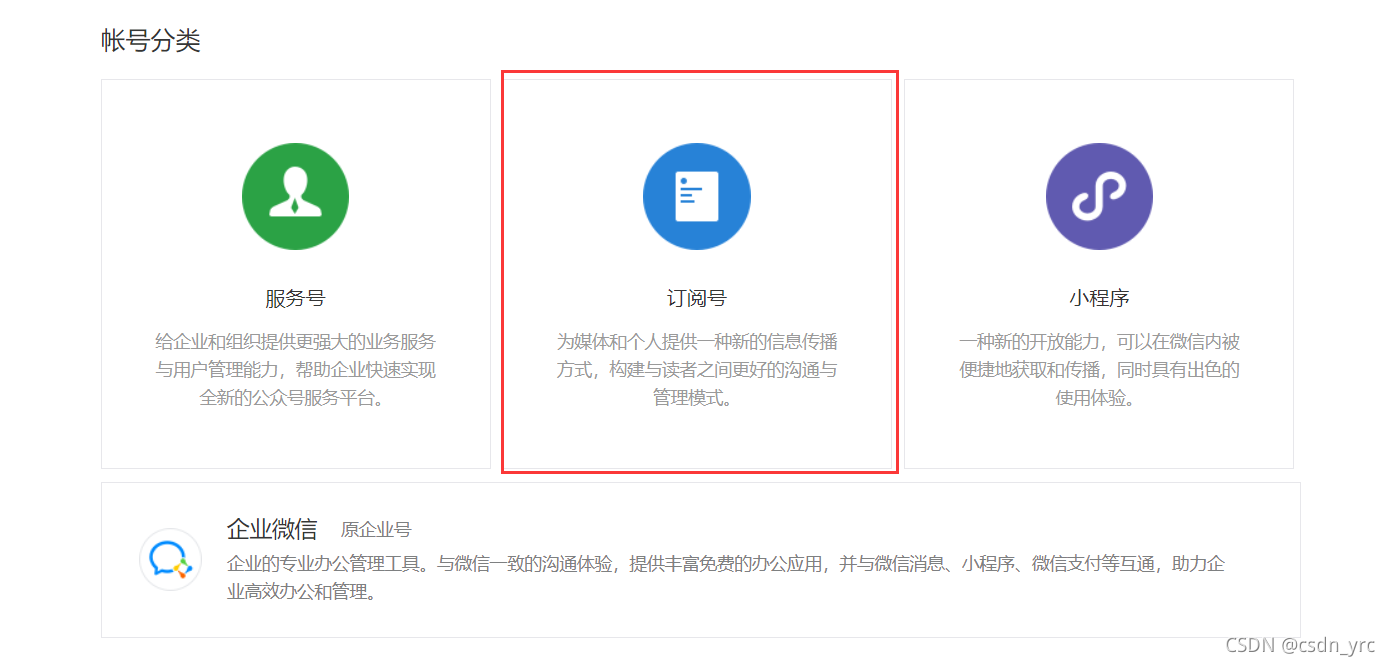 帐号分类
服务号
给企业和组织提供更强大的业务服务
与用户管理能力，帮助企业快速实现
全新的公众号服务平台。
订阅号
为媒体和个人提供一种新的信息传播
方式，构建与读者之间更好的沟通与
管理模式。
小程序
一种新的开放能力，可以在微信内被
便捷地获取和传播，同时具有出色的
使用体验。
企业微信 原企业号
企业的专业办公管理工具。与微信一致的沟通体验，提供丰富免费的办公应用，并与微信消息、小程序、微信支付等互通，助力企
业高效办公和管理。
CSDN @csdn_yrc